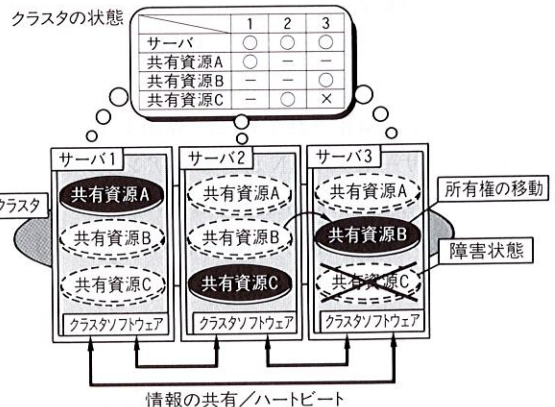 クラスタの状態
1 2 3
サーバ ○ ○ ○
共有資源A ○ － －
共有資源B － － ○
共有資源C － ○ ×
サーバ1
共有資源A
共有資源B
共有資源C
クラスタソフトウェア
サーバ2
共有資源A
共有資源B
共有資源C
クラスタソフトウェア
サーバ3
共有資源A
共有資源B
共有資源C
クラスタソフトウェア
クラスタ
所有権の移動
障害状態
情報の共有／ハートビート